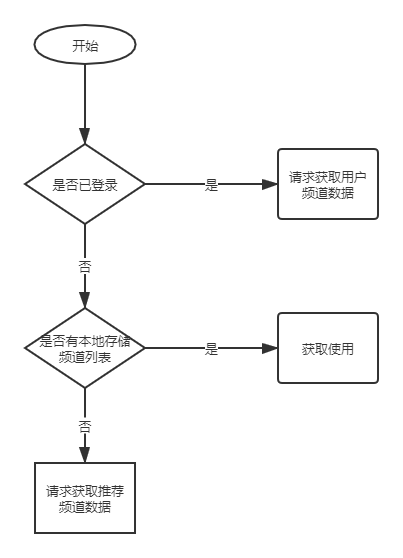 开始
是否已登录
是
请求获取用户
频道数据
否
是否有本地存储
频道列表
是
获取使用
否
请求获取推荐
频道数据